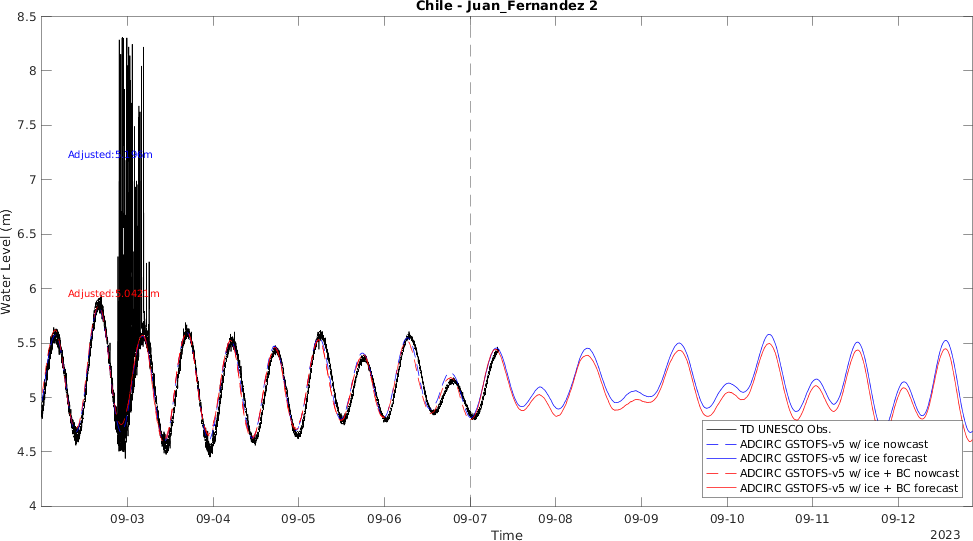 Chile - Juan_Fernandez 2
8.5
8
7.5
7
6.5
6
5.5
5
4.5
4
Water Level (m)
Adjusted:5.
Adjusted:5.0421m
09-03
09-04
09-05
09-06
09-07
09-08
09-09
09-10
09-11
09-12
Time
2023
TD UNESCO Obs.
ADCIRC GSTOFS-v5 w/ ice nowcast
ADCIRC GSTOFS-v5 w/ ice forecast
ADCIRC GSTOFS-v5 w/ ice + BC nowcast
ADCIRC GSTOFS-v5 w/ ice + BC forecast